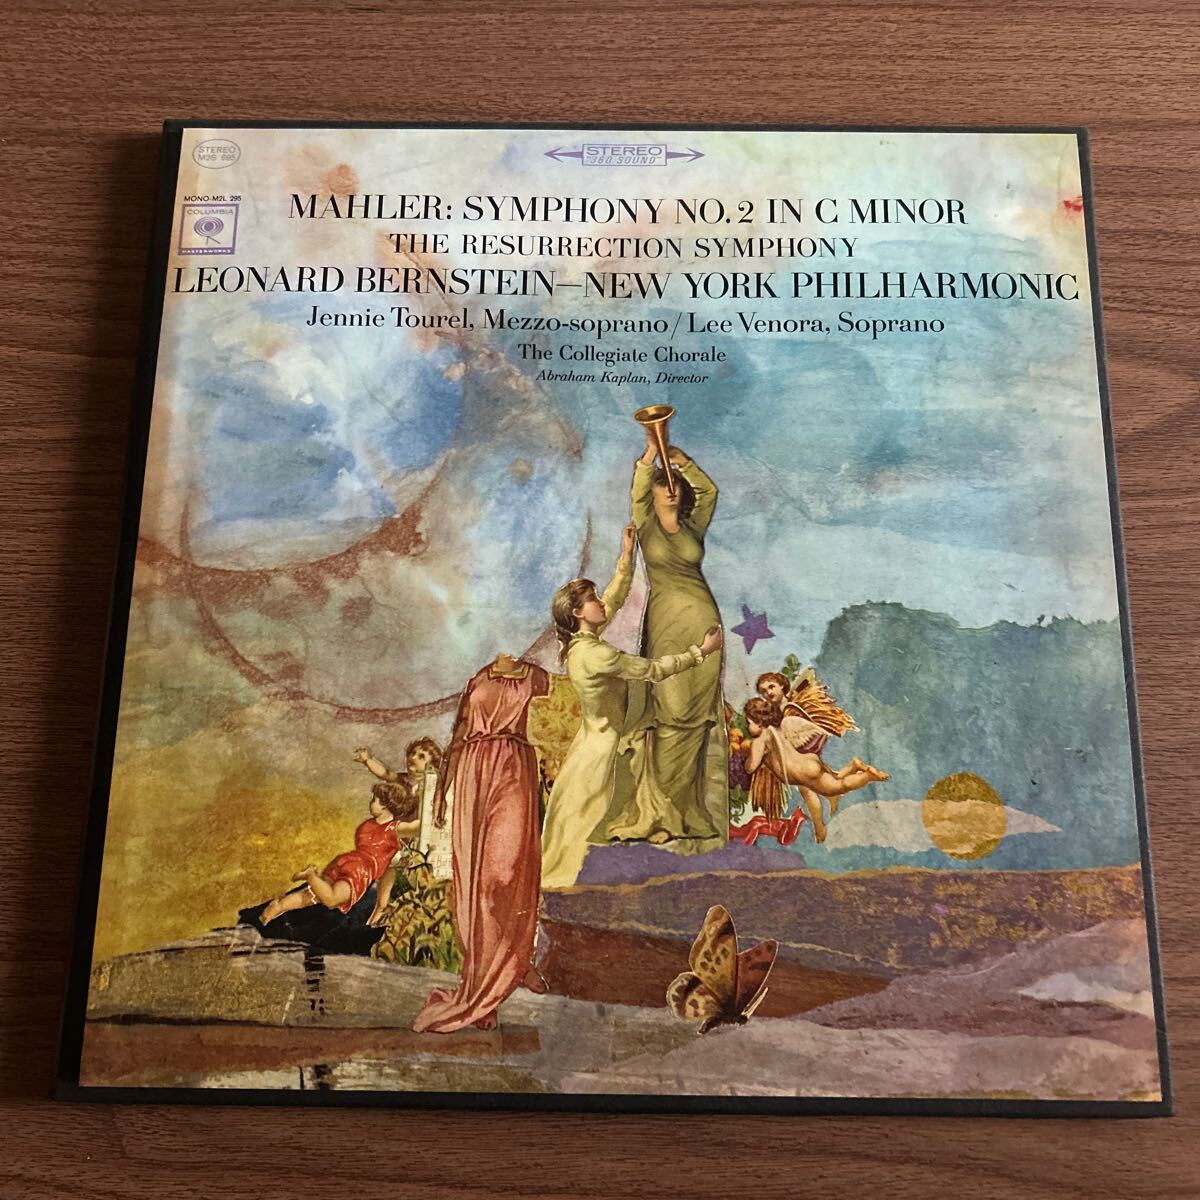 STEREO
M2S 695
STEREO
"360 SOUND"
MONO-M2L 295
COLUMBIA
MASTERWORKS
MAHLER: SYMPHONY NO. 2 IN C MINOR
THE RESURRECTION SYMPHONY
LEONARD BERNSTEIN—NEW YORK PHILHARMONIC
Jennie Tourel, Mezzo-soprano/Lee Venora, Soprano
The Collegiate Chorale
Abraham Kaplan, Director